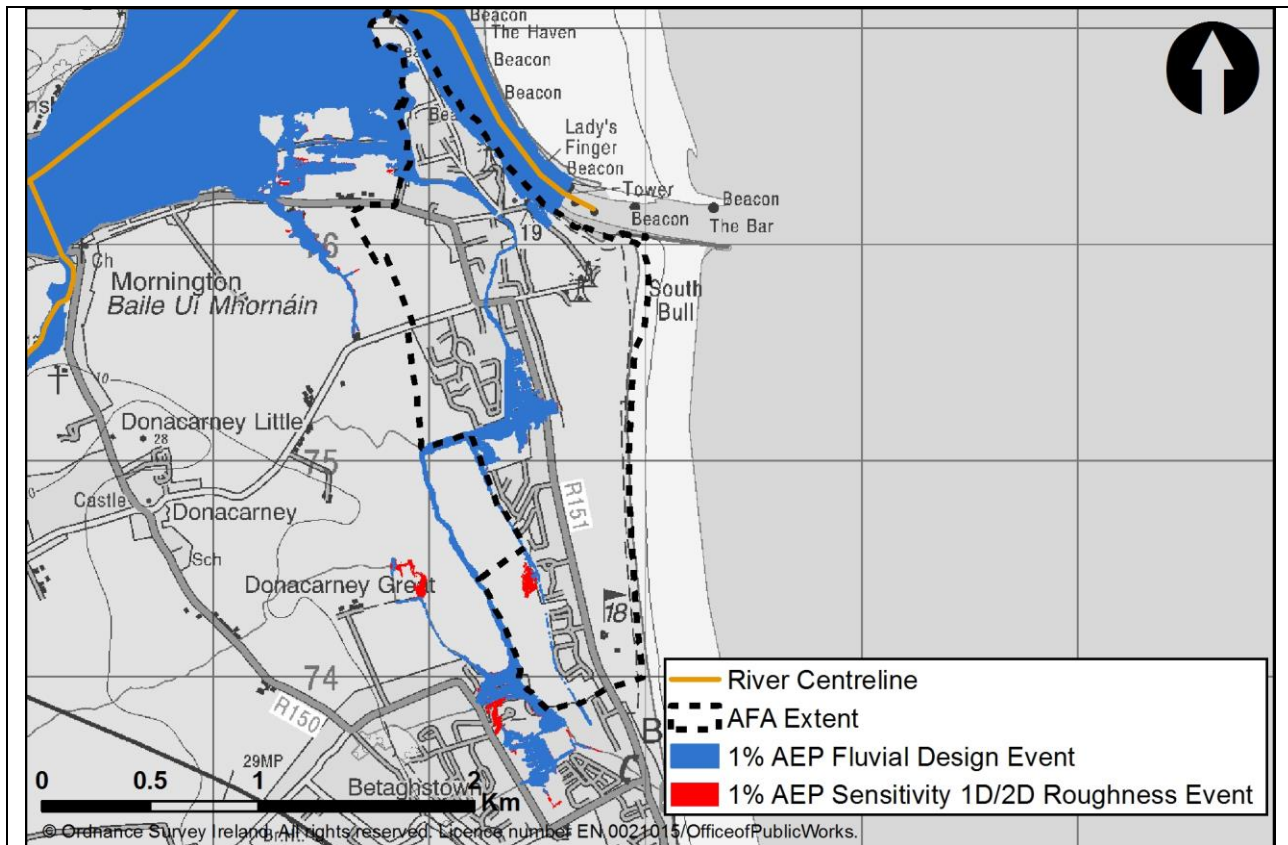 Beacon
The Haven
Beacon
Beacon
Lady's
Finger
Beacon
Tower
Beacon
Beacon
The Bar
19
76
Ch
Mornington
Baile Uí Mhornáin
South
Bull
10
Donacarney Little
28
75
Castle
Donacarney
R151
Sch
Donacarney Great
18
74
R150
B
29MP
Betaghstown
0 0.5 1 2
Km
River Centreline
AFA Extent
1% AEP Fluvial Design Event
1% AEP Sensitivity 1D/2D Roughness Event
© Ordnance Survey Ireland. All rights reserved. Licence number EN 0021015/OfficeofPublicWorks.